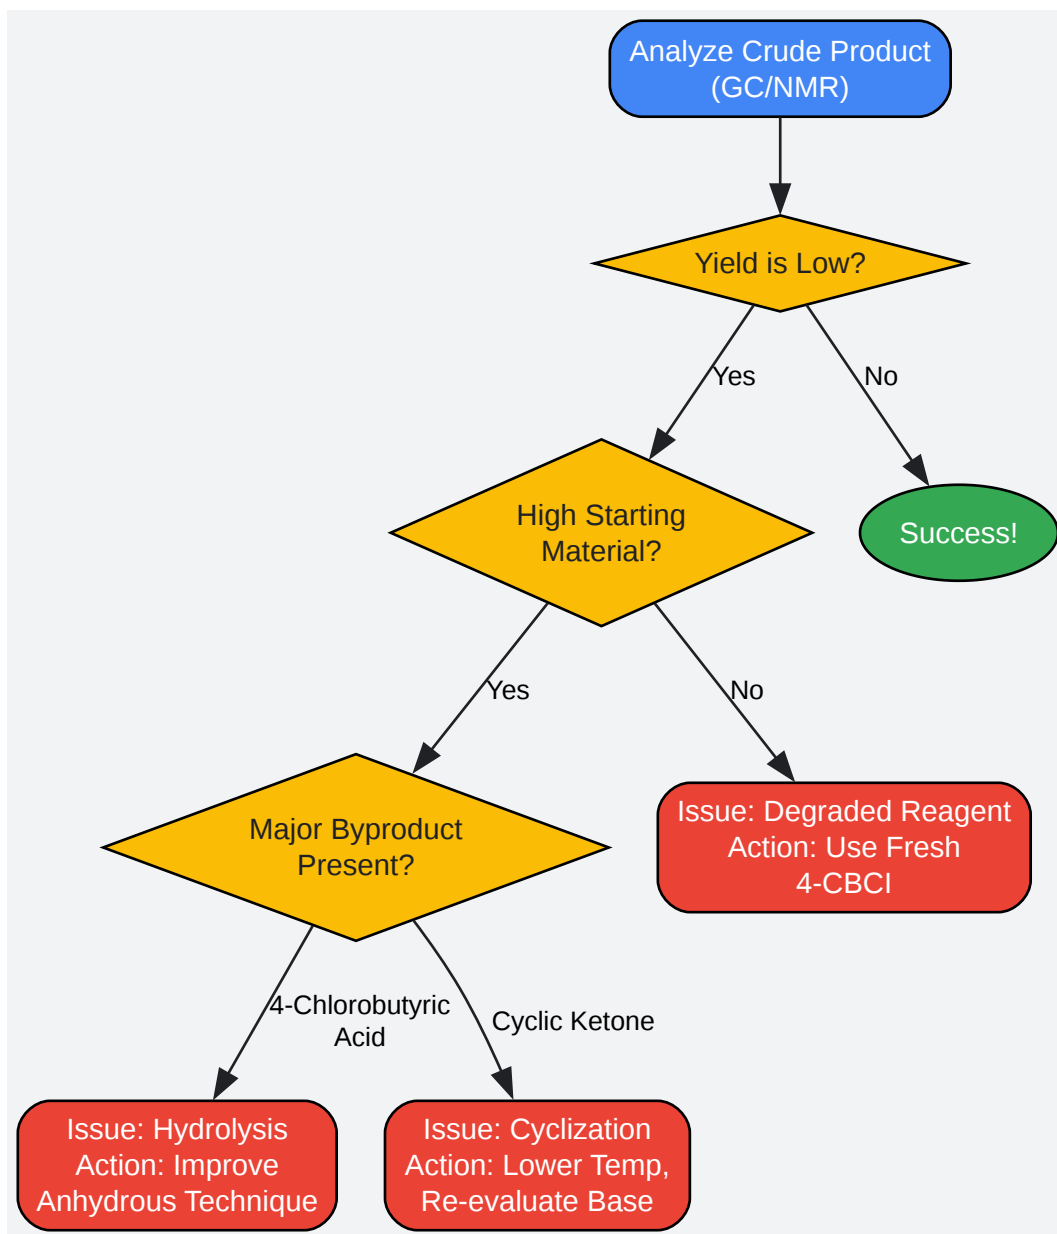 Analyze Crude Product
(GC/NMR)
Yield is Low?
Yes
No
High Starting
Material?
Success!
Yes
No
Major Byproduct
Present?
Issue: Degraded Reagent
Action: Use Fresh
4-CBCl
4-Chlorobutyric
Acid
Cyclic Ketone
Issue: Hydrolysis
Action: Improve
Anhydrous Technique
Issue: Cyclization
Action: Lower Temp,
Re-evaluate Base